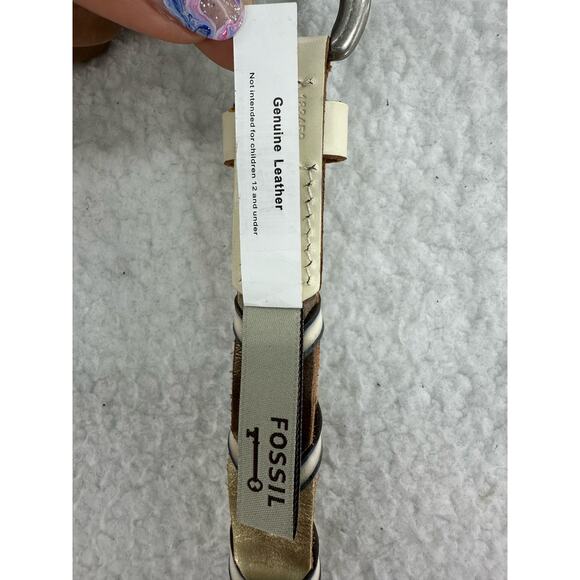 Genuine Leather
Not intended for children 12 and under
FOSSIL